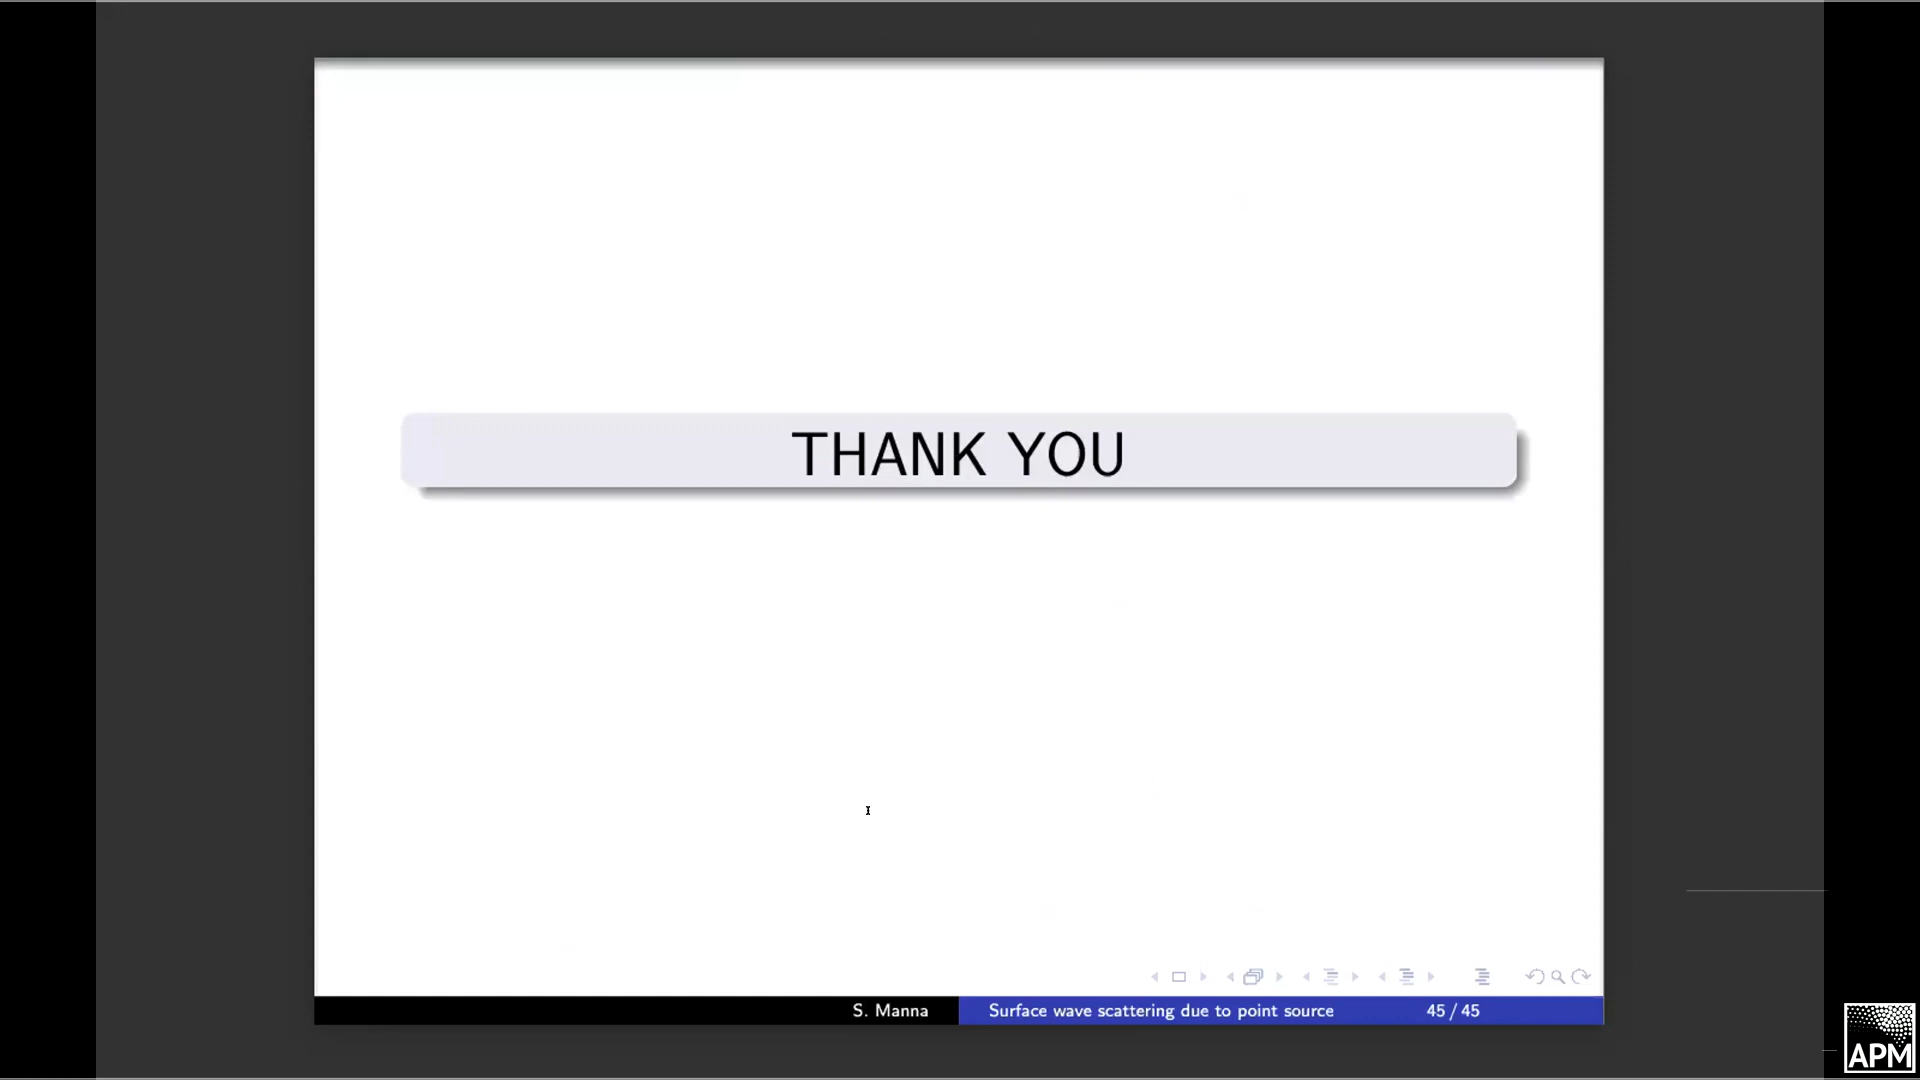 THANK YOU
S. Manna
Surface wave scattering due to point source
45 / 45
APM